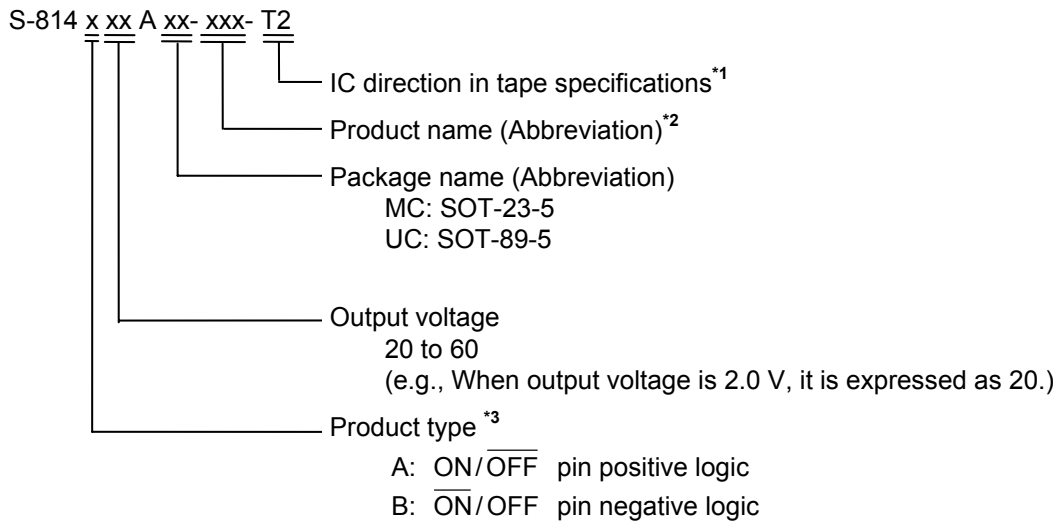 S-814 x xx A xx- xxx- T2
IC direction in tape specifications*1
Product name (Abbreviation)*2
Package name (Abbreviation)
MC: SOT-23-5
UC: SOT-89-5
Output voltage
20 to 60
(e.g., When output voltage is 2.0 V, it is expressed as 20.)
Product type *3
A: ON/O̅F̅F̅ pin positive logic
B: O̅N̅/OFF pin negative logic